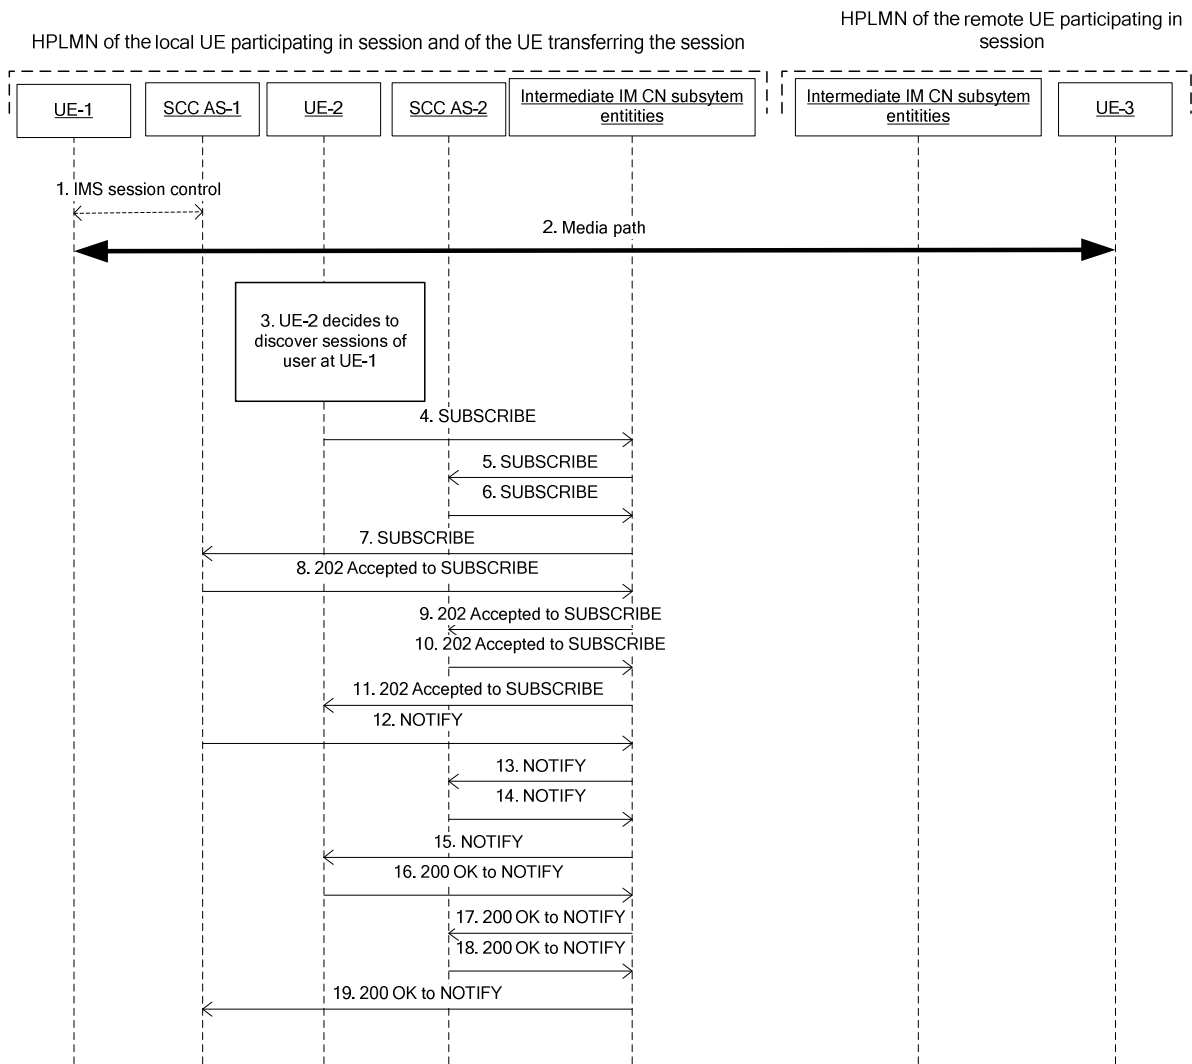 HPLMN of the local UE participating in session and of the UE transferring the session
HPLMN of the remote UE participating in
session
UE-1
SCC AS-1
UE-2
SCC AS-2
Intermediate IM CN subsytem
entitities
Intermediate IM CN subsytem
entitities
UE-3
1. IMS session control
2. Media path
3. UE-2 decides to
discover sessions of
user at UE-1
4. SUBSCRIBE
5. SUBSCRIBE
6. SUBSCRIBE
7. SUBSCRIBE
8. 202 Accepted to SUBSCRIBE
9. 202 Accepted to SUBSCRIBE
10. 202 Accepted to SUBSCRIBE
11. 202 Accepted to SUBSCRIBE
12. NOTIFY
13. NOTIFY
14. NOTIFY
15. NOTIFY
16. 200 OK to NOTIFY
17. 200 OK to NOTIFY
18. 200 OK to NOTIFY
19. 200 OK to NOTIFY